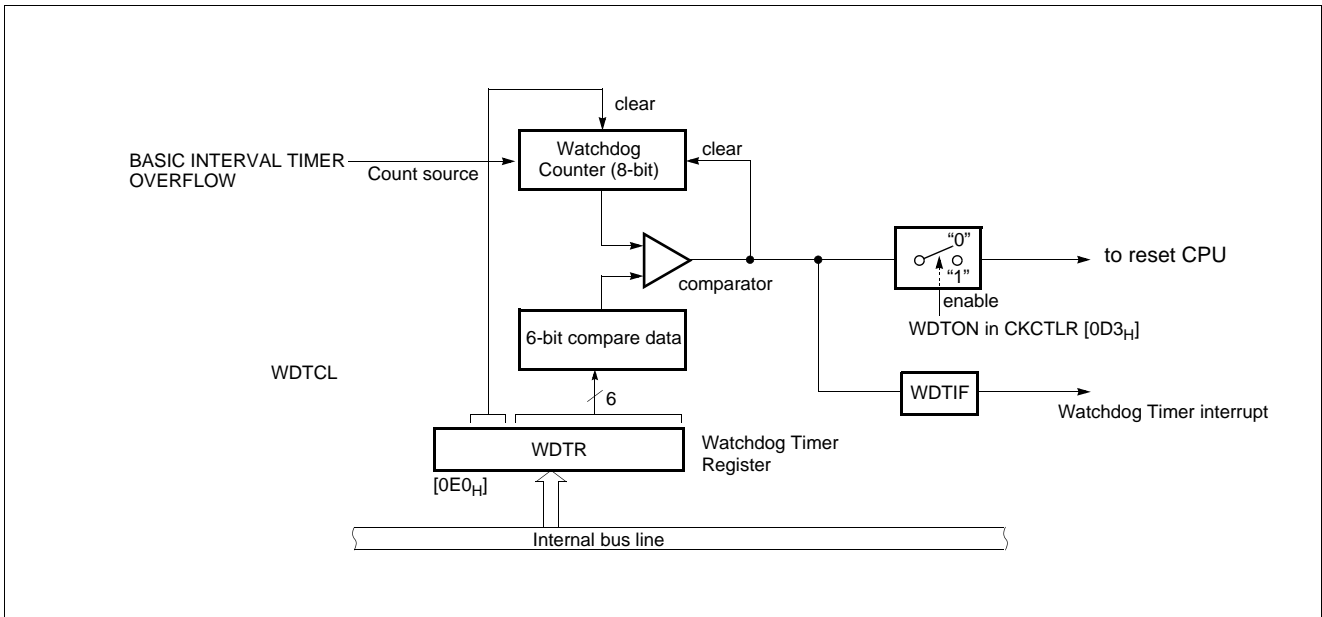 clear
BASIC INTERVAL TIMER
OVERFLOW
Count source
Watchdog
Counter (8-bit)
clear
comparator
“0”
“1”
to reset CPU
enable
WDTON in CKCTLR [0D3H]
6-bit compare data
WDTCL
6
WDTIF
Watchdog Timer interrupt
WDTR
Watchdog Timer
Register
[0E0H]
Internal bus line